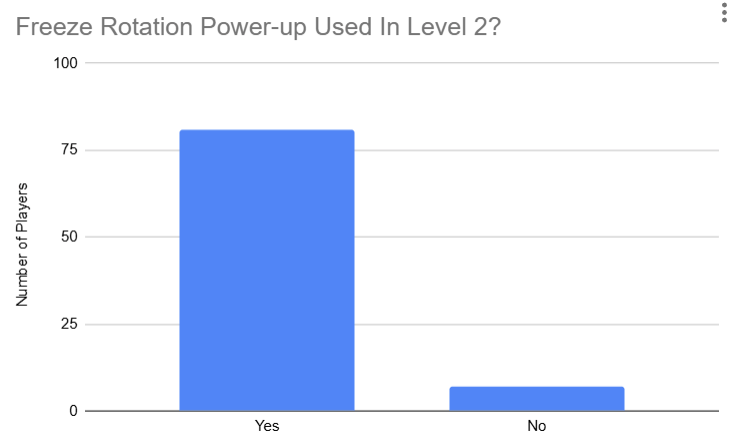 Freeze Rotation Power-up Used In Level 2?
100
75
50
25
0
Number of Players
Yes
No